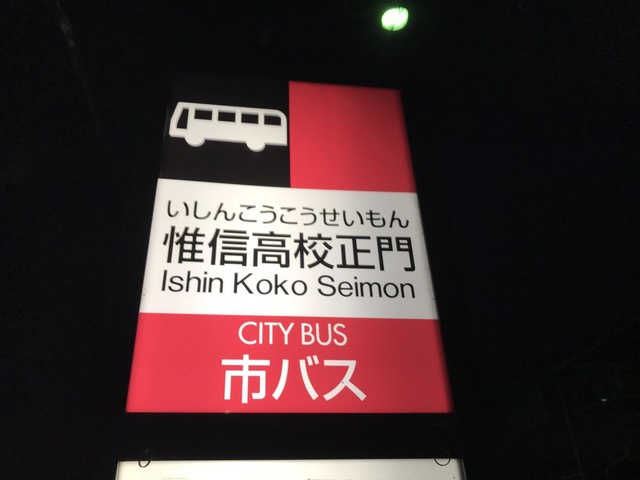 いしんこうこうせいもん
惟信高校正門
Ishin Koko Seimon
CITY BUS
市バス